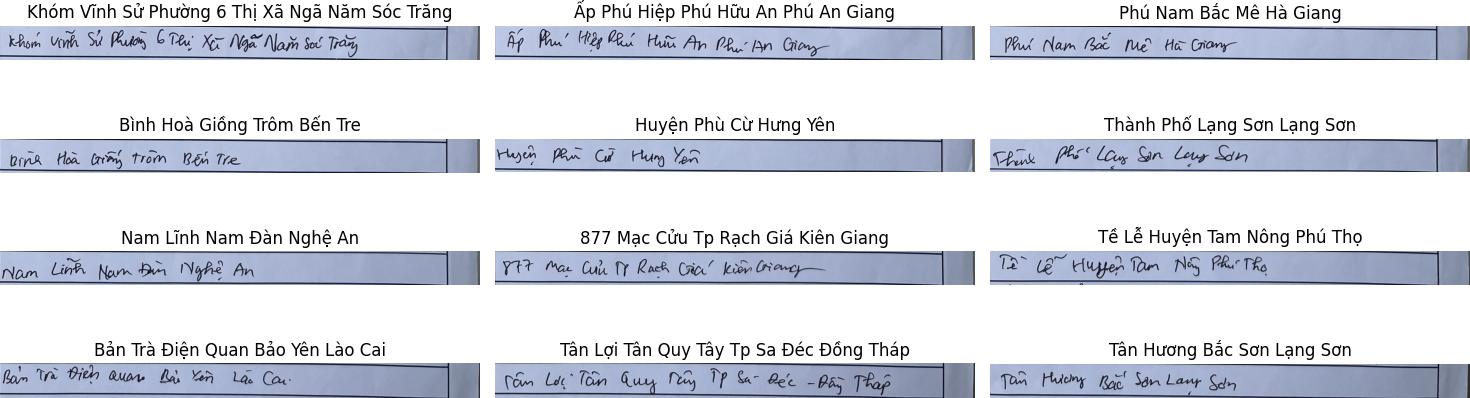 Khóm Vĩnh Sử Phường 6 Thị Xã Ngã Năm Sóc Trăng
Khóm Vĩnh Sử Phường 6 Thị Xã Ngã Năm Sóc Trăng
Ấp Phú Hiệp Phú Hữu An Phú An Giang
Ấp Phú Hiệp Phú Hữu An Phú An Giang
Phú Nam Bắc Mê Hà Giang
Phú Nam Bắc Mê Hà Giang
Bình Hoà Giồng Trôm Bến Tre
Bình Hoà Giồng Trôm Bến Tre
Huyện Phù Cừ Hưng Yên
Huyện Phù Cừ Hưng Yên
Thành Phố Lạng Sơn Lạng Sơn
Thành Phố Lạng Sơn Lạng Sơn
Nam Lĩnh Nam Đàn Nghệ An
Nam Lĩnh Nam Đàn Nghệ An
877 Mạc Cửu Tp Rạch Giá Kiên Giang
877 Mạc Cửu Tp Rạch Giá Kiên Giang
Tề Lễ Huyện Tam Nông Phú Thọ
Tề Lễ Huyện Tam Nông Phú Thọ
Bản Trà Điện Quan Bảo Yên Lào Cai
Bản Trà Điện Quan Bảo Yên Lào Cai.
Tân Lợi Tân Quy Tây Tp Sa Đéc Đồng Tháp
Tân Lợi Tân Quy Tây Tp Sa - Đéc - Đồng Tháp
Tân Hương Bắc Sơn Lạng Sơn
Tân Hương Bắc Sơn Lạng Sơn